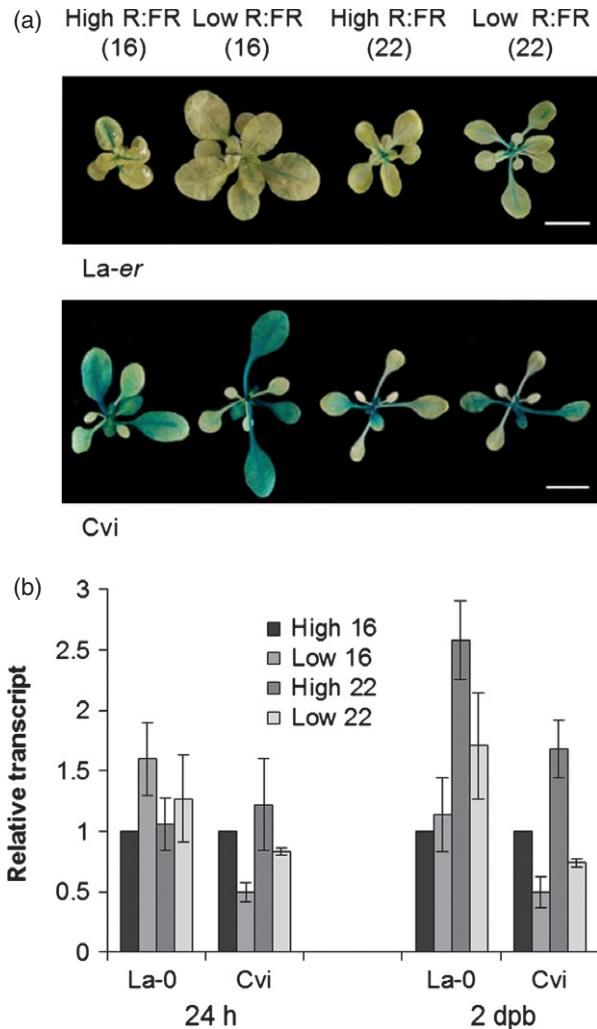 (a)
High R:FR Low R:FR High R:FR Low R:FR
(16) (16) (22) (22)
La-er
Cvi
(b)
3
2.5
2
1.5
1
0.5
0
Relative transcript
High 16
Low 16
High 22
Low 22
La-0 Cvi La-0 Cvi
24 h 2 dpb